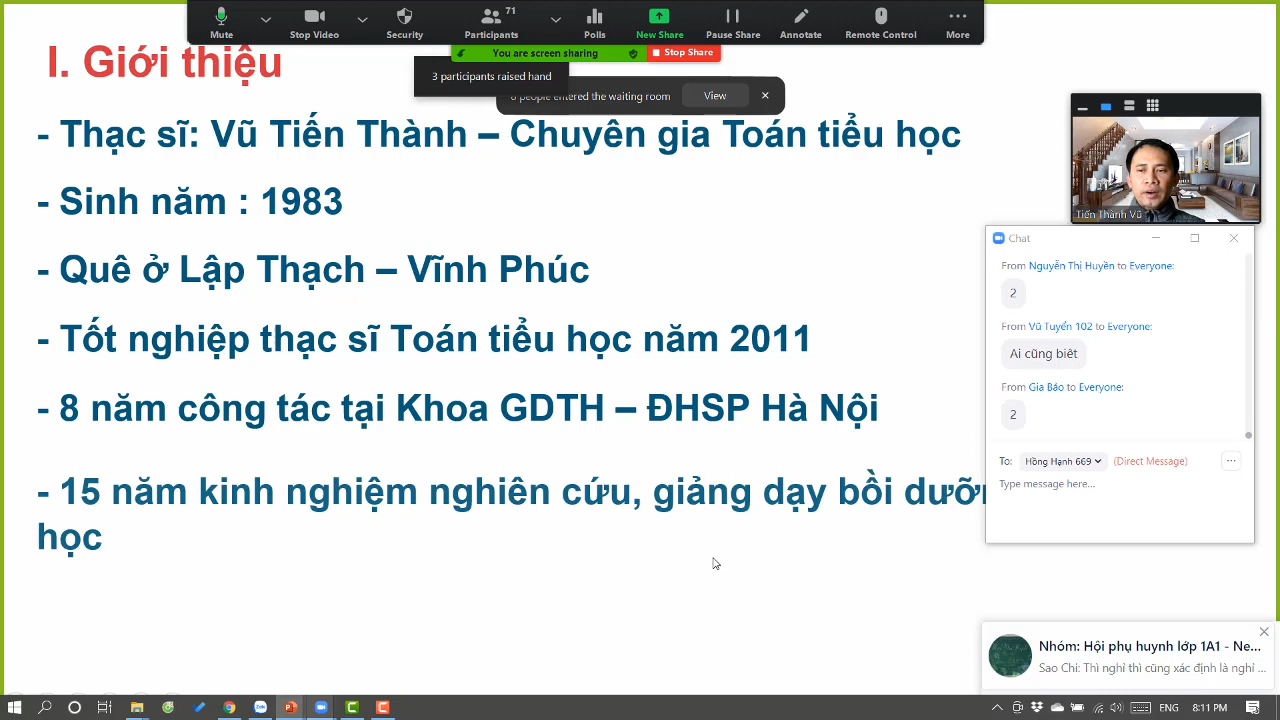 71
Mute
Stop Video
Security
Participants
Polls
New Share
Pause Share
Annotate
Remote Control
More
You are screen sharing
Stop Share
3 participants raised hand
people entered the waiting room
View
I. Giới thiệu
- Thạc sĩ: Vũ Tiến Thành – Chuyên gia Toán tiểu học
- Sinh năm : 1983
- Quê ở Lập Thạch – Vĩnh Phúc
- Tốt nghiệp thạc sĩ Toán tiểu học năm 2011
- 8 năm công tác tại Khoa GDTH – ĐHSP Hà Nội
- 15 năm kinh nghiệm nghiên cứu, giảng dạy bồi
học
Tiến Thành Vũ
Chat
From Nguyễn Thị Huyền to Everyone:
2
From Vũ Tuyển 102 to Everyone:
Ai cũng biêt
From Gia Bảo to Everyone:
2
To: Hồng Hạnh 669 (Direct Message)
Type message here...
Nhóm: Hội phụ huynh lớp 1A1 - Ne...
Sao Chi: Thì nghỉ thì cũng xác định là nghỉ ...
Zalo
ENG
8:11 PM